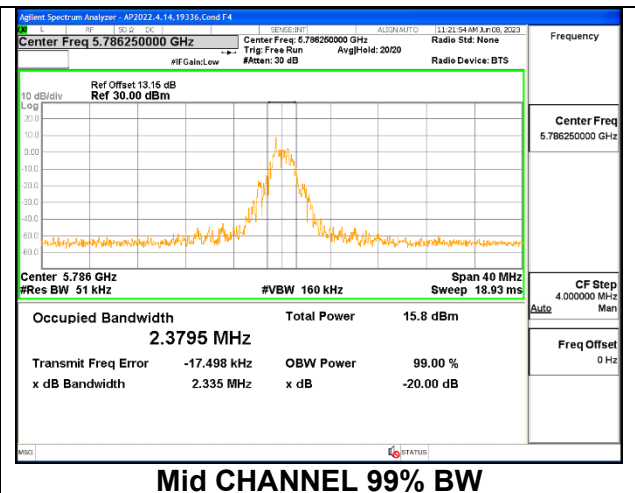 Agilent Spectrum Analyzer - AP2022.4.14,19336,Cond F4
L RF 50 Ω DC SENSE:INT ALIGN AUTO 11:21:54 AM Jun 08, 2023
Center Freq 5.786250000 GHz
Center Freq: 5.786250000 GHz Radio Std: None
Trig: Free Run Avg|Hold: 20/20
#IFGain:Low #Atten: 30 dB Radio Device: BTS
Frequency
Ref Offset 13.15 dB
10 dB/div Ref 30.00 dBm
Log
20.0
10.0
0.00
-10.0
-20.0
-30.0
-40.0
-50.0
-60.0
Center 5.786 GHz Span 40 MHz
#Res BW 51 kHz #VBW 160 kHz Sweep 18.93 ms
Occupied Bandwidth Total Power 15.8 dBm
2.3795 MHz
Transmit Freq Error -17.498 kHz OBW Power 99.00 %
x dB Bandwidth 2.335 MHz x dB -20.00 dB
Center Freq
5.786250000 GHz
CF Step
4.000000 MHz
Auto Man
Freq Offset
0 Hz
MSG STATUS
Mid CHANNEL 99% BW